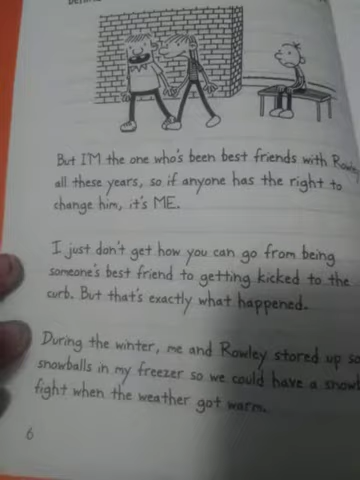 But I'M the one who's been best friends with Rowley
all these years, so if anyone has the right to
change him, it's ME.
I just don't get how you can go from being
someone's best friend to getting kicked to the
curb. But that's exactly what happened.
During the winter, me and Rowley stored up
snowballs in my freezer so we could have a
fight when the weather got warm.
6